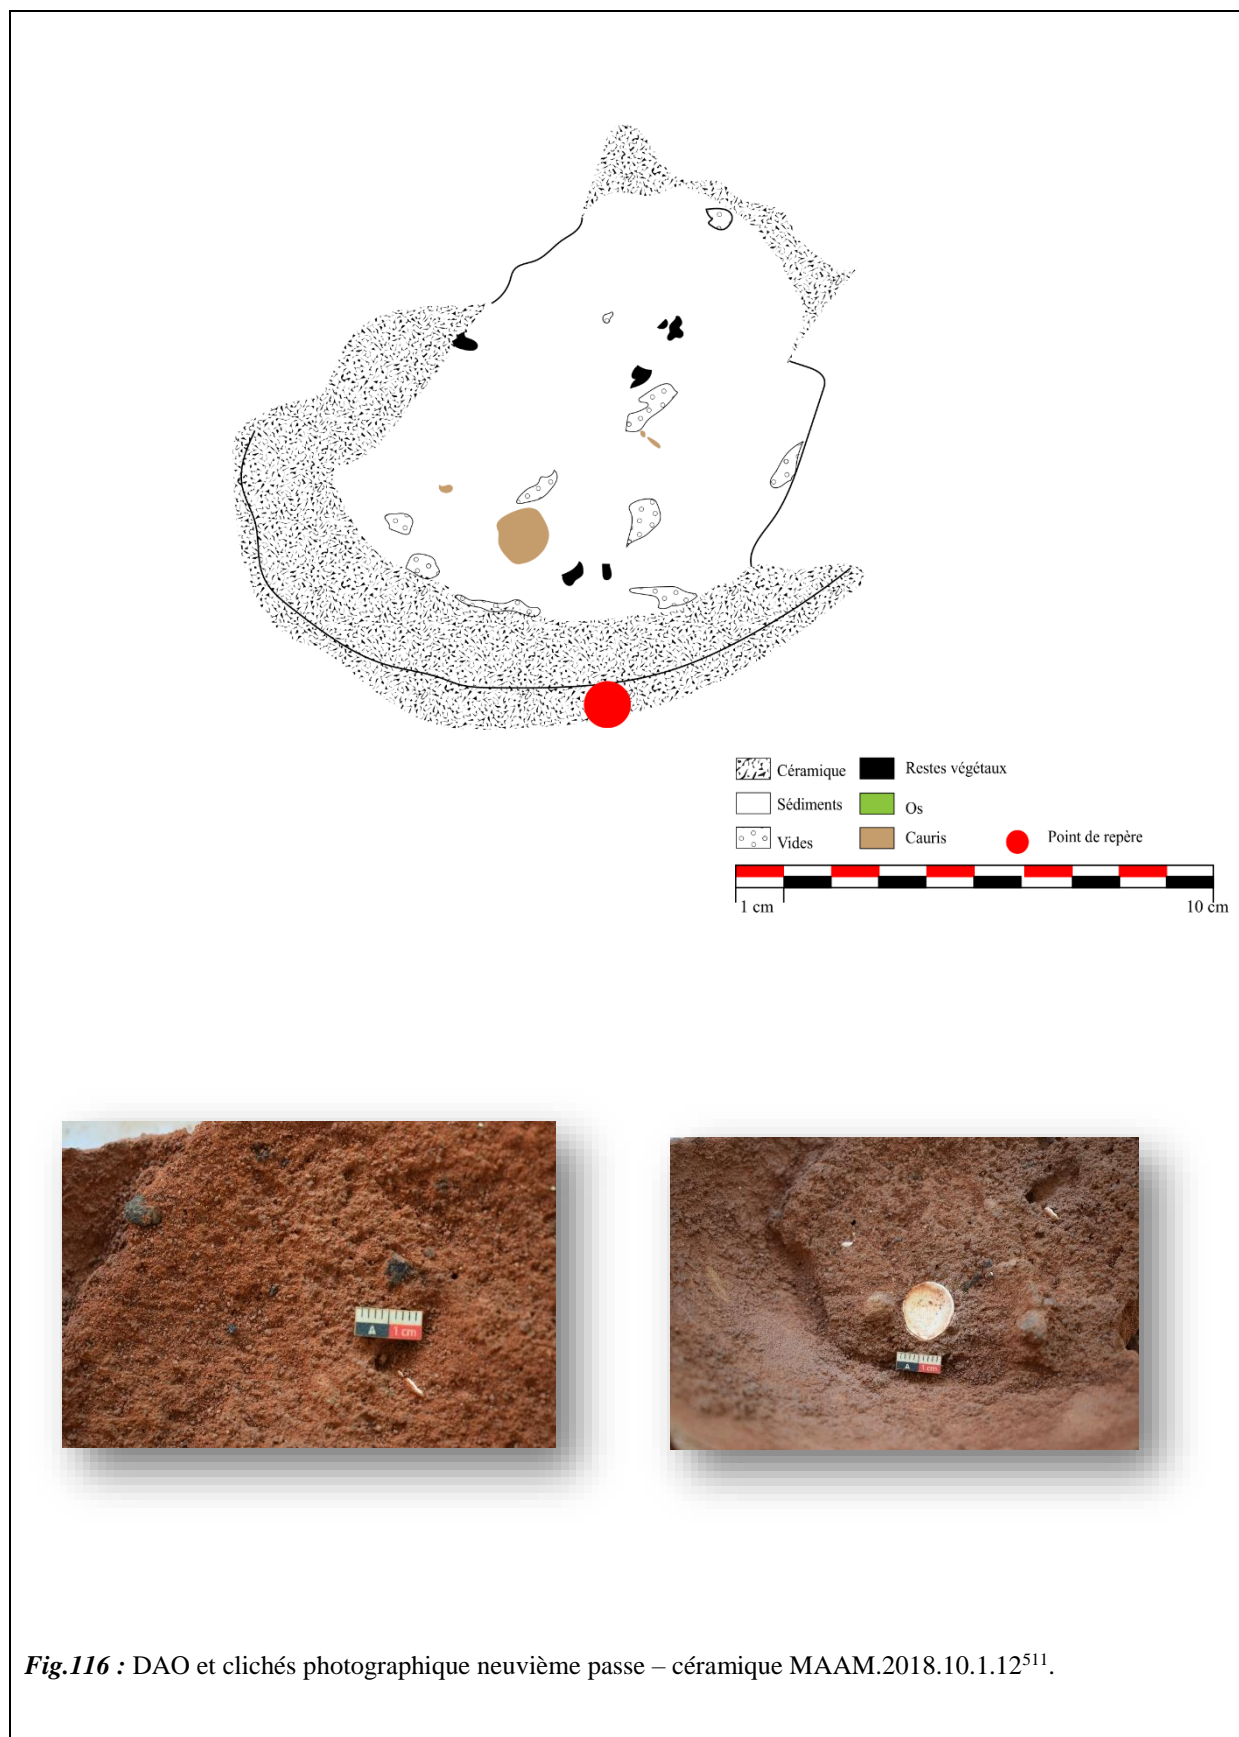 Céramique Restes végétaux
Sédiments Os
Vides Cauris Point de repère
1 cm 10 cm
A 1 cm
A 1 cm
Fig.116 : DAO et clichés photographique neuvième passe – céramique MAAM.2018.10.1.12⁵¹¹.